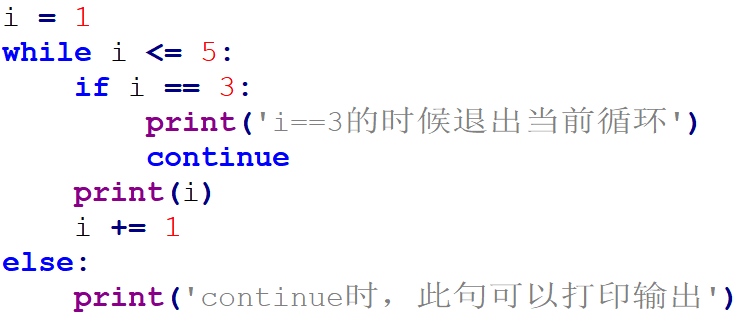 i = 1
while i <= 5:
    if i == 3:
        print('i==3的时候退出当前循环')
        continue
    print(i)
    i += 1
else:
    print('continue时，此句可以打印输出')